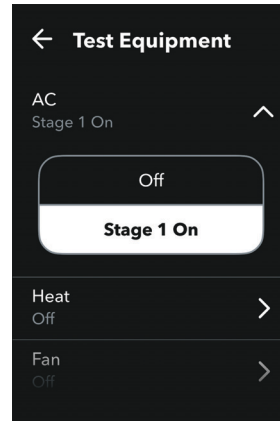 Test Equipment
AC
Stage 1 On
Off
Stage 1 On
Heat
Off
Fan
Off